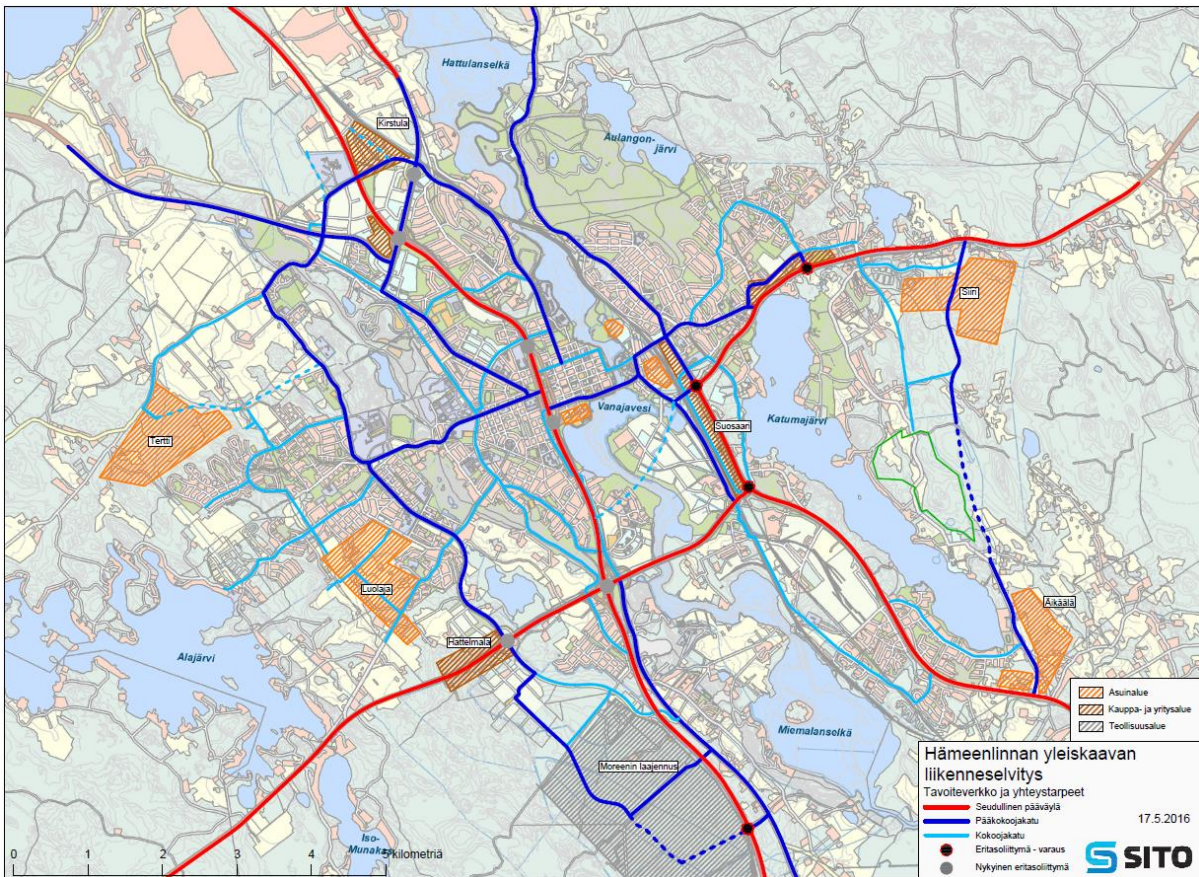 Hattulanselkä
Kirstula
Aulangon-
järvi
Siiri
Vanajavesi
Katumajärvi
Suosaari
Tertti
Luolaja
Äikäälä
Hattelmala
Alajärvi
Miemalanselkä
Moreenin laajennus
Iso-
Munakas
0 1 2 3 4 5 kilometriä
Asuinalue
Kauppa- ja yritysalue
Teollisuusalue
Hämeenlinnan yleiskaavan
liikenneselvitys
Tavoiteverkko ja yhteystarpeet
Seudullinen pääväylä
Pääkokoojakatu
17.5.2016
Kokoojakatu
Eritasoliittymä - varaus
Nykyinen eritasoliittymä
SITO